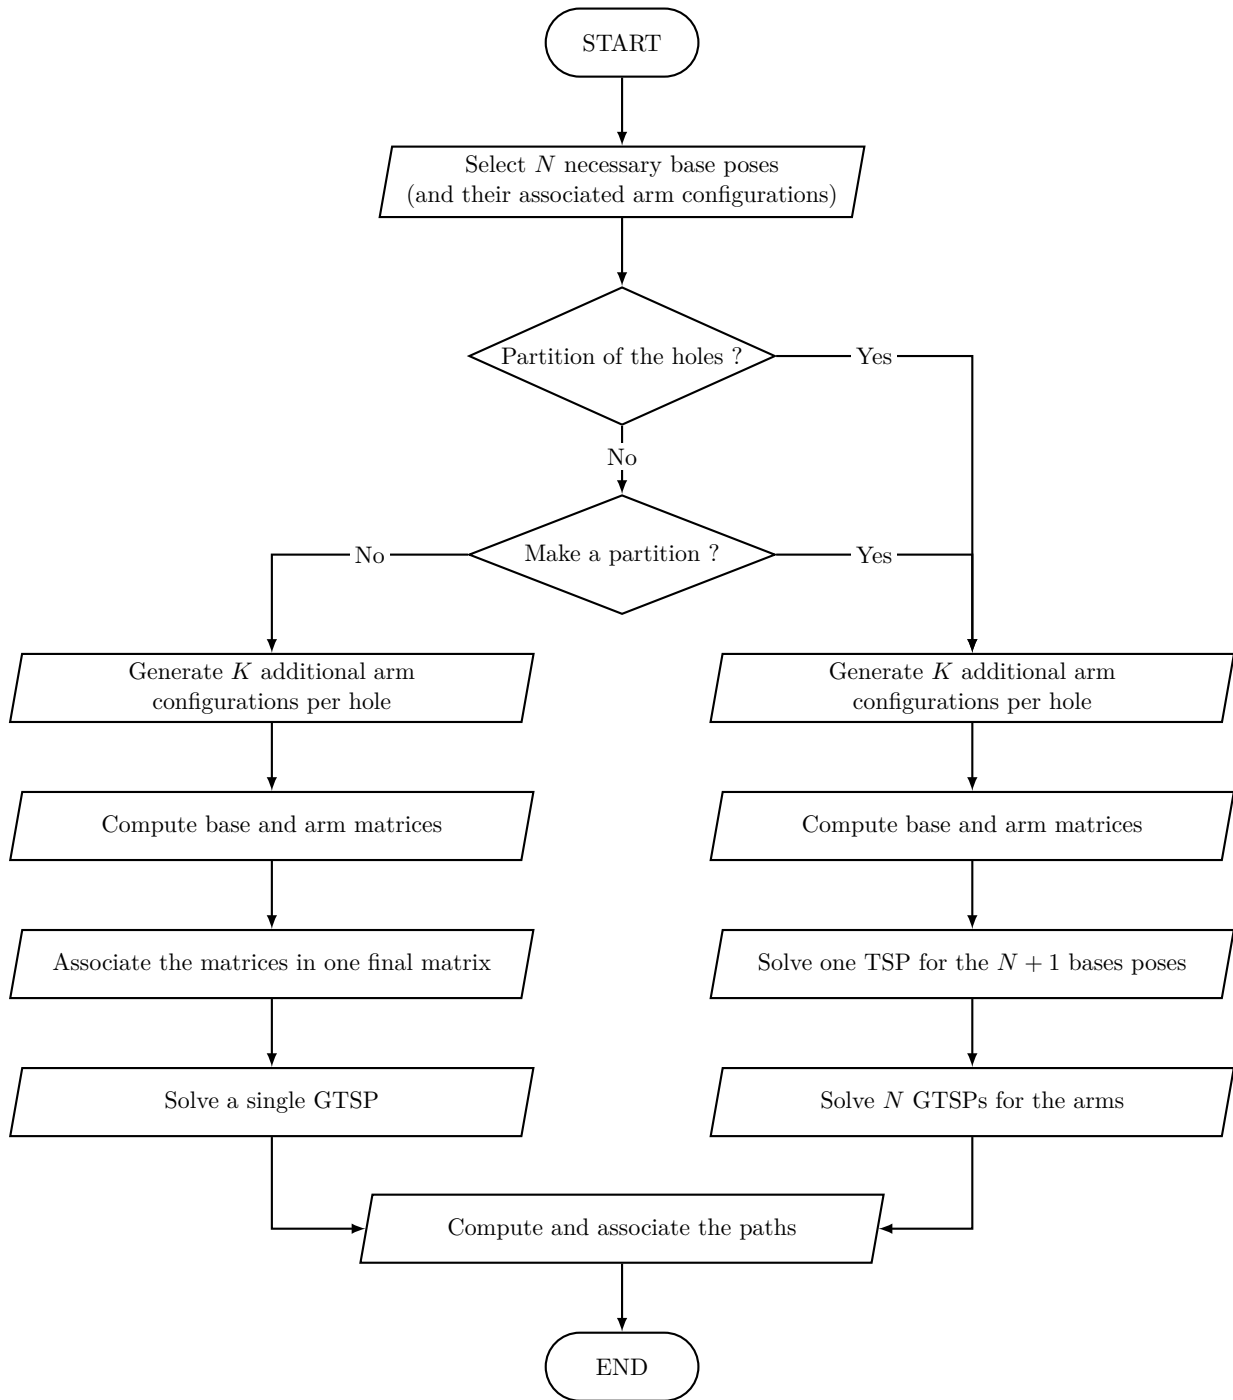 START
Select N necessary base poses
(and their associated arm configurations)
Partition of the holes ?
Yes
No
Make a partition ?
No
Yes
Generate K additional arm
configurations per hole
Generate K additional arm
configurations per hole
Compute base and arm matrices
Compute base and arm matrices
Associate the matrices in one final matrix
Solve one TSP for the N + 1 bases poses
Solve a single GTSP
Solve N GTSPs for the arms
Compute and associate the paths
END